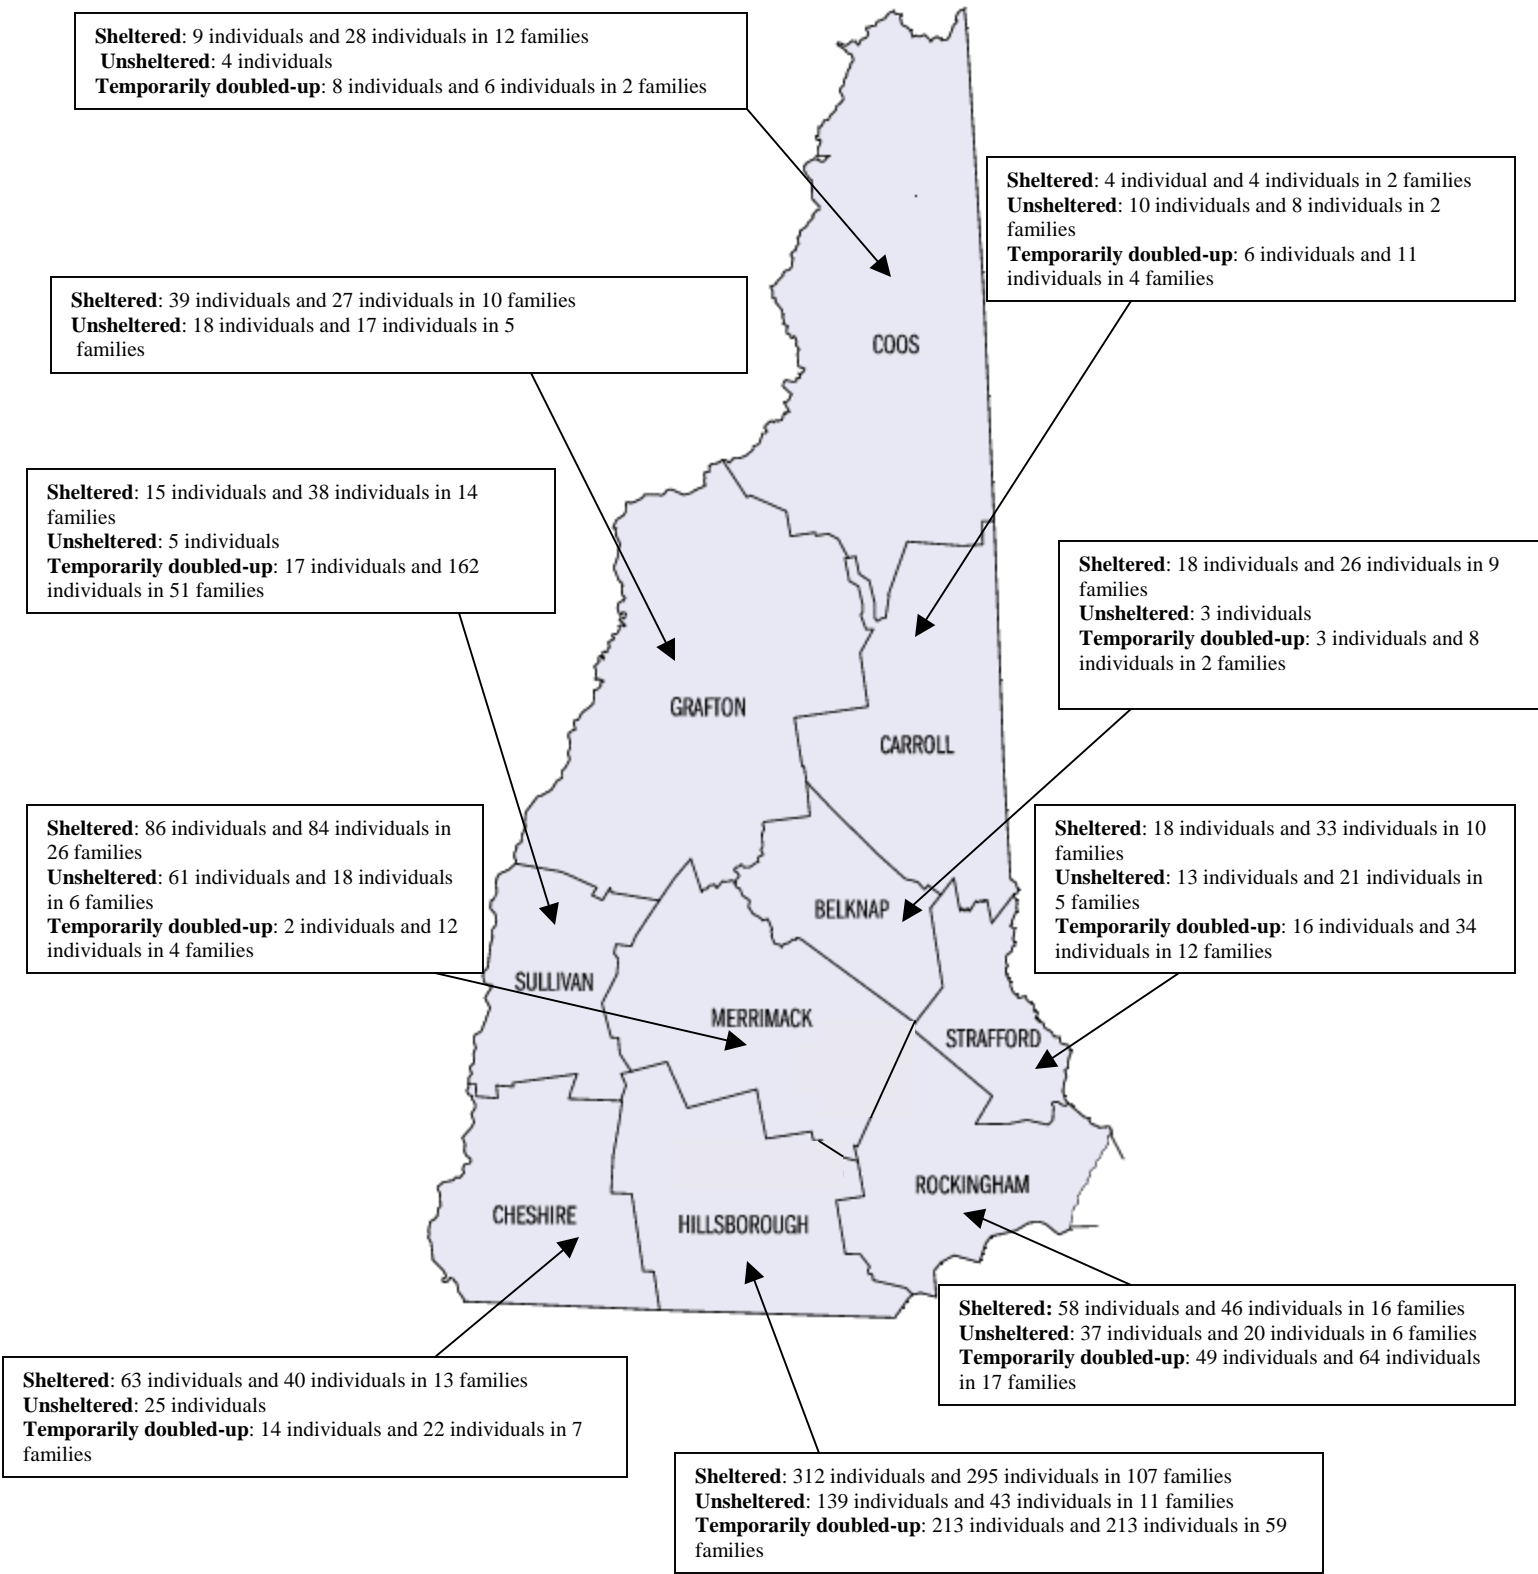 Sheltered: 9 individuals and 28 individuals in 12 families
Unsheltered: 4 individuals
Temporarily doubled-up: 8 individuals and 6 individuals in 2 families
Sheltered: 4 individual and 4 individuals in 2 families
Unsheltered: 10 individuals and 8 individuals in 2
families
Temporarily doubled-up: 6 individuals and 11
individuals in 4 families
Sheltered: 39 individuals and 27 individuals in 10 families
Unsheltered: 18 individuals and 17 individuals in 5
families
COOS
Sheltered: 15 individuals and 38 individuals in 14
families
Unsheltered: 5 individuals
Temporarily doubled-up: 17 individuals and 162
individuals in 51 families
Sheltered: 18 individuals and 26 individuals in 9
families
Unsheltered: 3 individuals
Temporarily doubled-up: 3 individuals and 8
individuals in 2 families
GRAFTON
CARROLL
Sheltered: 86 individuals and 84 individuals in
26 families
Unsheltered: 61 individuals and 18 individuals
in 6 families
Temporarily doubled-up: 2 individuals and 12
individuals in 4 families
Sheltered: 18 individuals and 33 individuals in 10
families
Unsheltered: 13 individuals and 21 individuals in
5 families
Temporarily doubled-up: 16 individuals and 34
individuals in 12 families
BELKNAP
SULLIVAN
MERRIMACK
STRAFFORD
ROCKINGHAM
CHESHIRE
HILLSBOROUGH
Sheltered: 58 individuals and 46 individuals in 16 families
Unsheltered: 37 individuals and 20 individuals in 6 families
Temporarily doubled-up: 49 individuals and 64 individuals
in 17 families
Sheltered: 63 individuals and 40 individuals in 13 families
Unsheltered: 25 individuals
Temporarily doubled-up: 14 individuals and 22 individuals in 7
families
Sheltered: 312 individuals and 295 individuals in 107 families
Unsheltered: 139 individuals and 43 individuals in 11 families
Temporarily doubled-up: 213 individuals and 213 individuals in 59
families